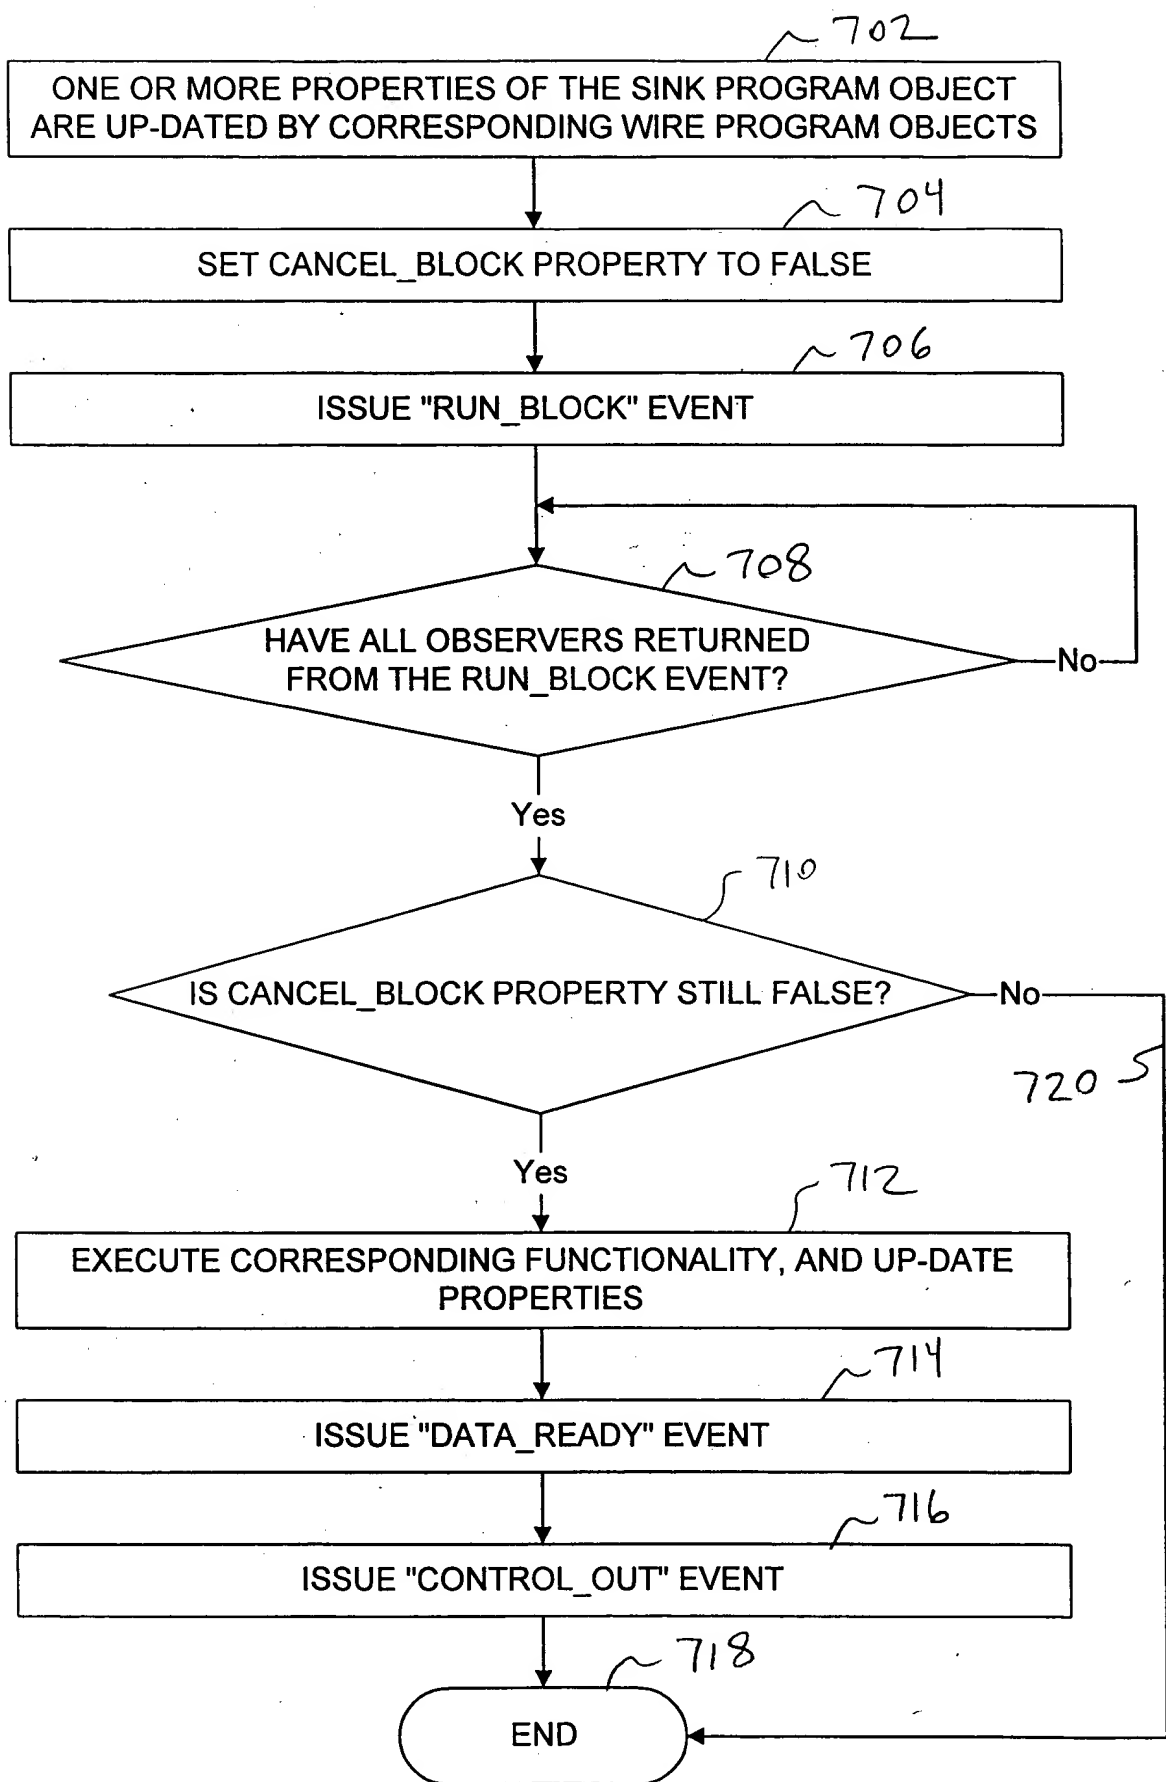 702
ONE OR MORE PROPERTIES OF THE SINK PROGRAM OBJECT
ARE UP-DATED BY CORRESPONDING WIRE PROGRAM OBJECTS
704
SET CANCEL_BLOCK PROPERTY TO FALSE
706
ISSUE "RUN_BLOCK" EVENT
708
HAVE ALL OBSERVERS RETURNED
FROM THE RUN_BLOCK EVENT?
No
Yes
710
IS CANCEL_BLOCK PROPERTY STILL FALSE?
No
720
Yes
712
EXECUTE CORRESPONDING FUNCTIONALITY, AND UP-DATE
PROPERTIES
714
ISSUE "DATA_READY" EVENT
716
ISSUE "CONTROL_OUT" EVENT
718
END